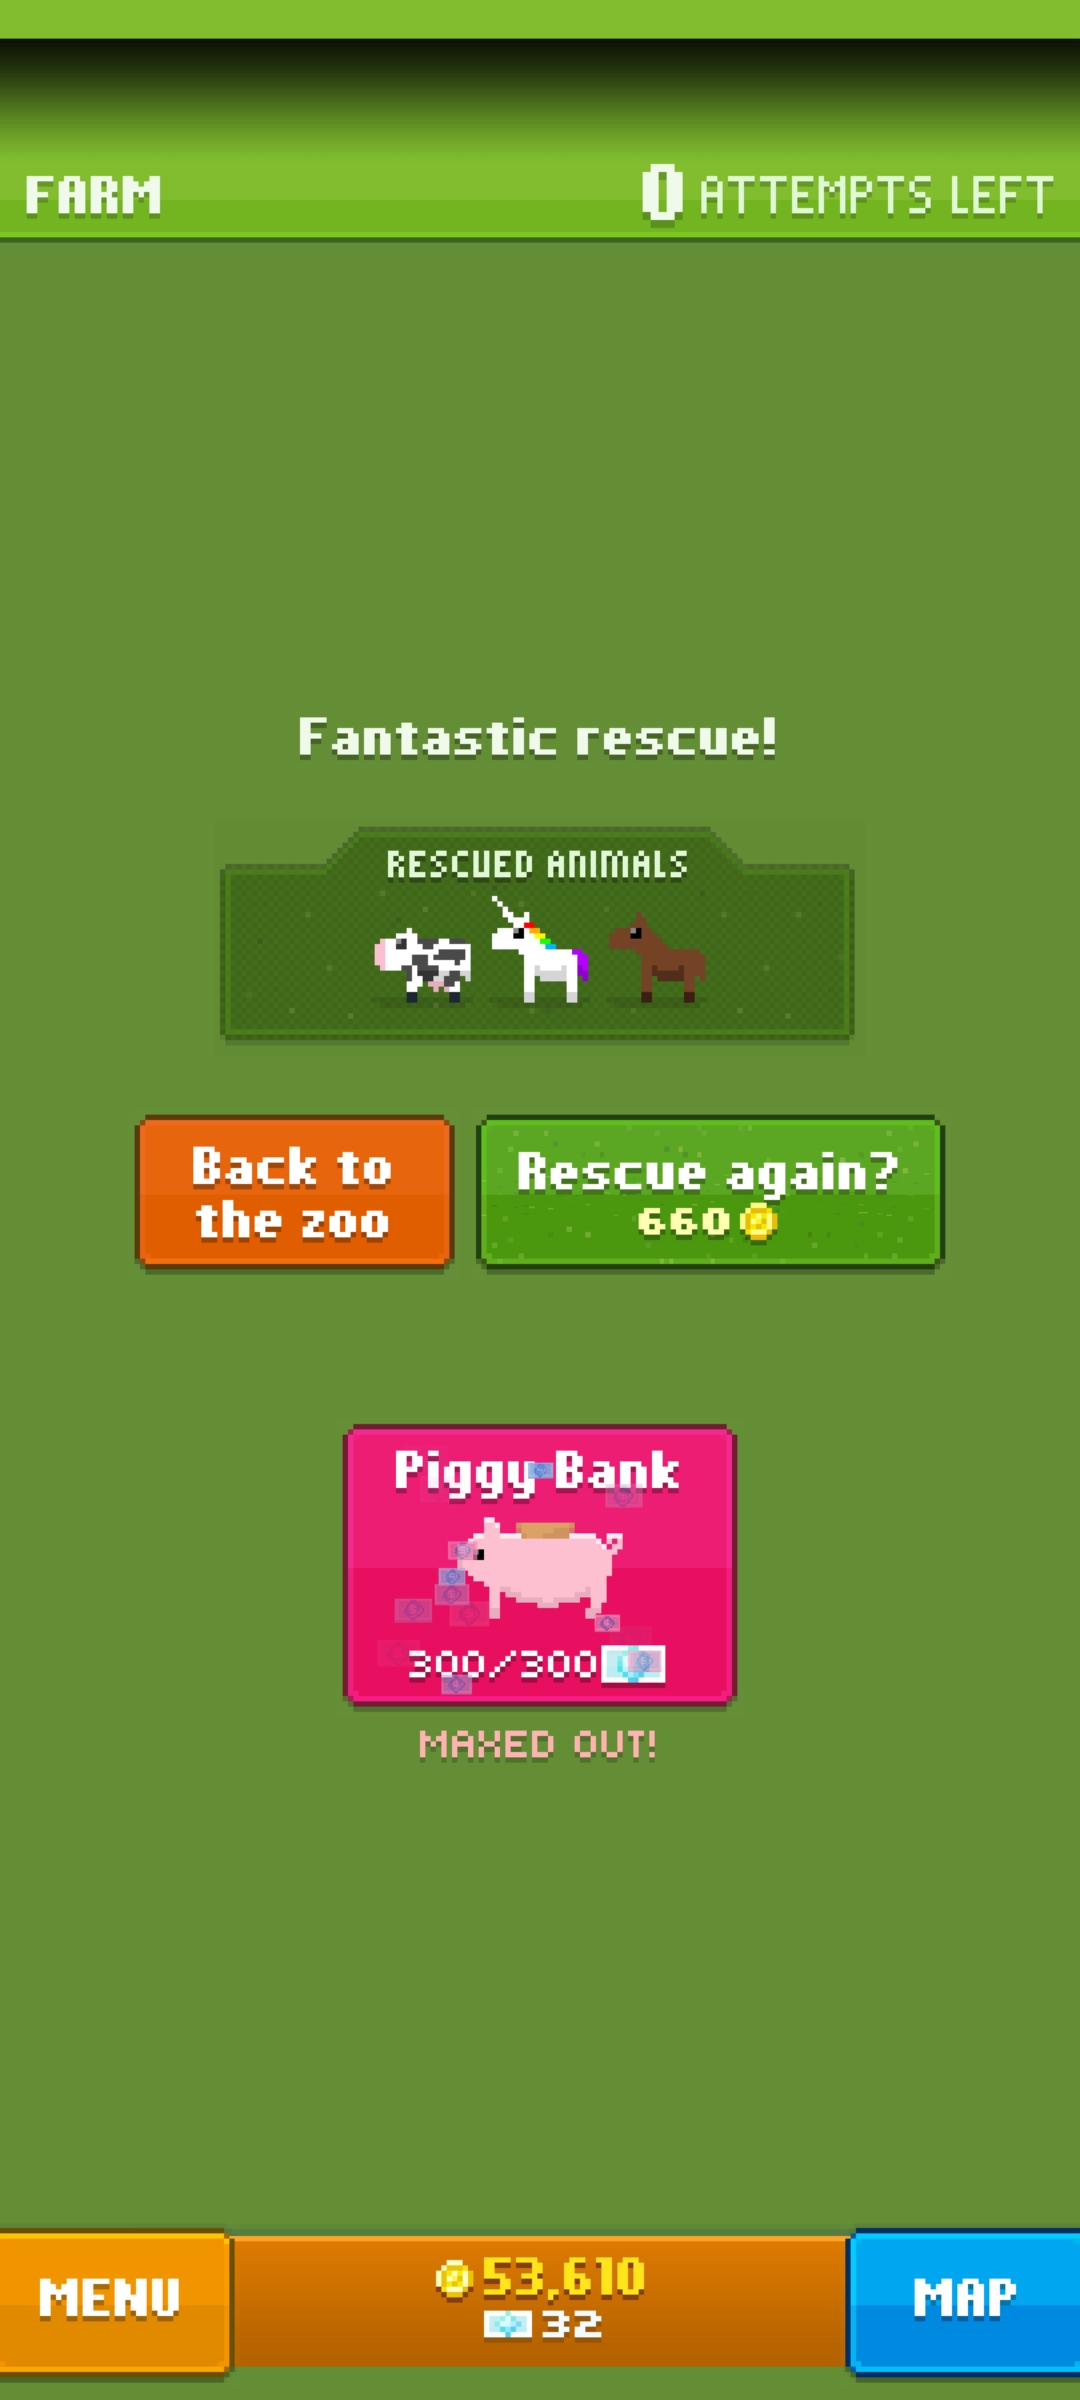 FARM
0 ATTEMPTS LEFT
Fantastic rescue!
RESCUED ANIMALS
Back to
the zoo
Rescue again?
660
Piggy Bank
300/300
MAXED OUT!
MENU
53,610
32
MAP